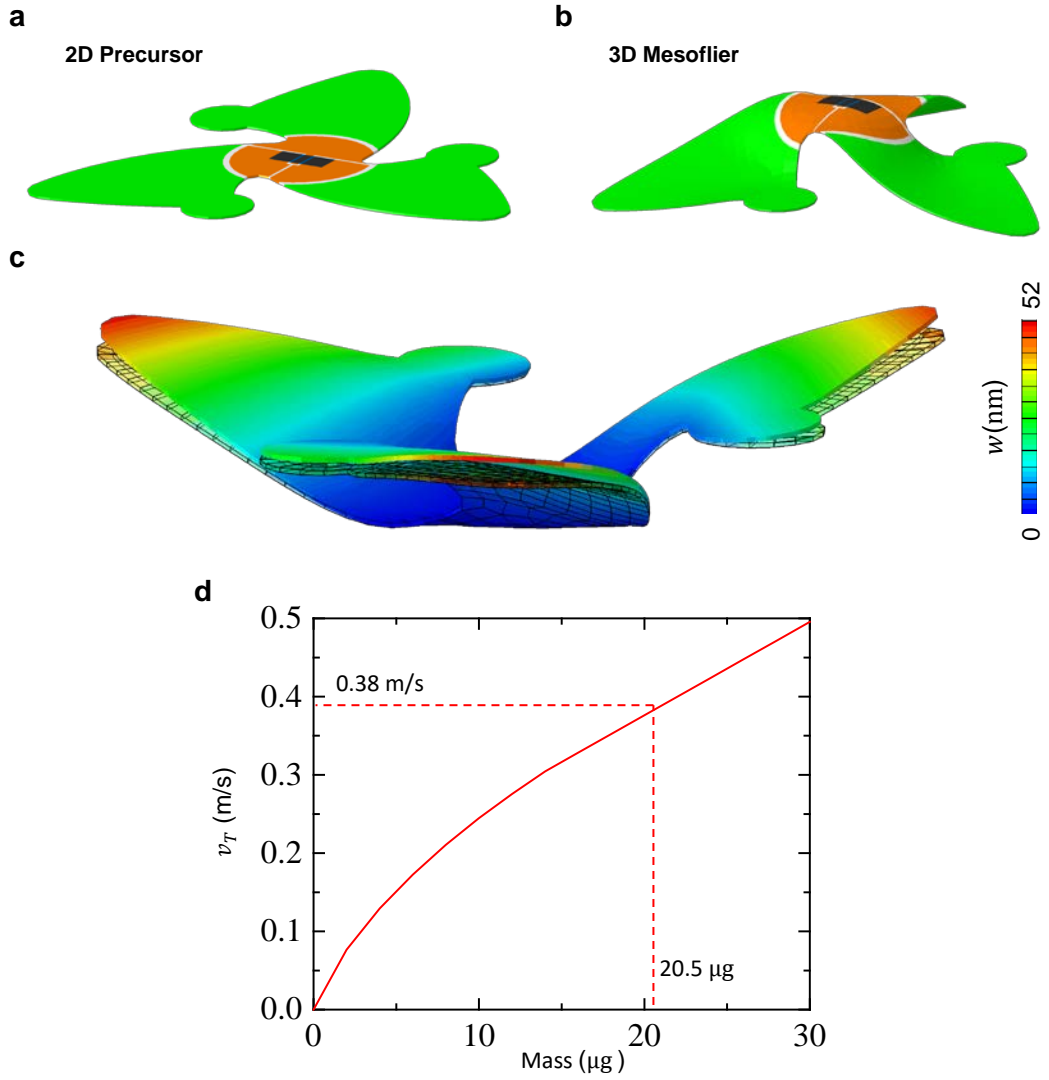 a
b
2D Precursor
3D Mesoflier
c
52
w(nm)
0
d
0.5
0.4
0.3
0.2
0.1
0.0
v_T (m/s)
0.38 m/s
20.5 μg
0
10
20
30
Mass (μg )